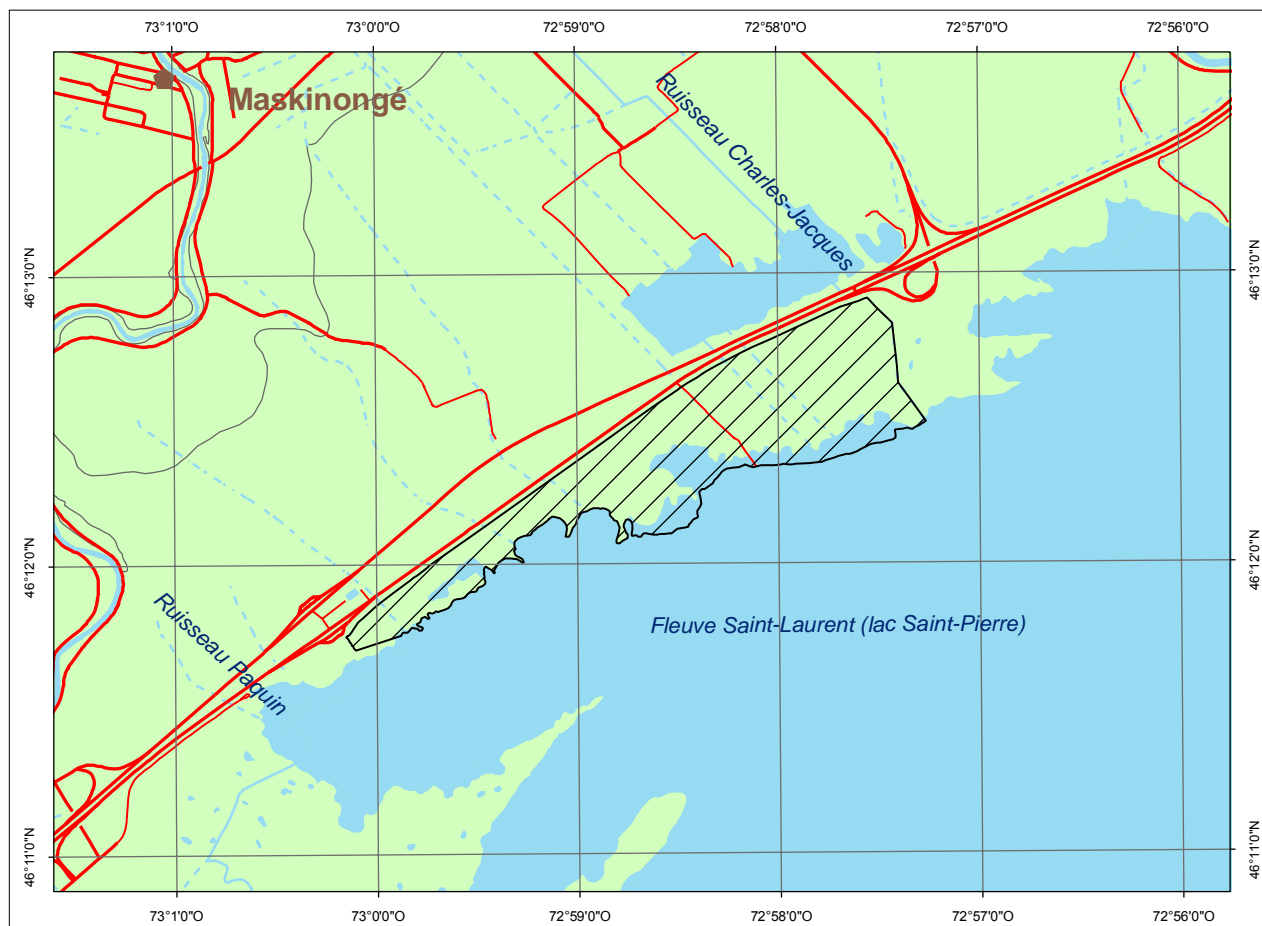 73°1'0"O 73°0'0"O 72°59'0"O 72°58'0"O 72°57'0"O 72°56'0"O
Maskinongé
Ruisseau Charles-Jacques
46°13'0"N 46°13'0"N
46°12'0"N 46°12'0"N
Ruisseau Paquin
Fleuve Saint-Laurent (lac Saint-Pierre)
46°11'0"N 46°11'0"N
73°1'0"O 73°0'0"O 72°59'0"O 72°58'0"O 72°57'0"O 72°56'0"O